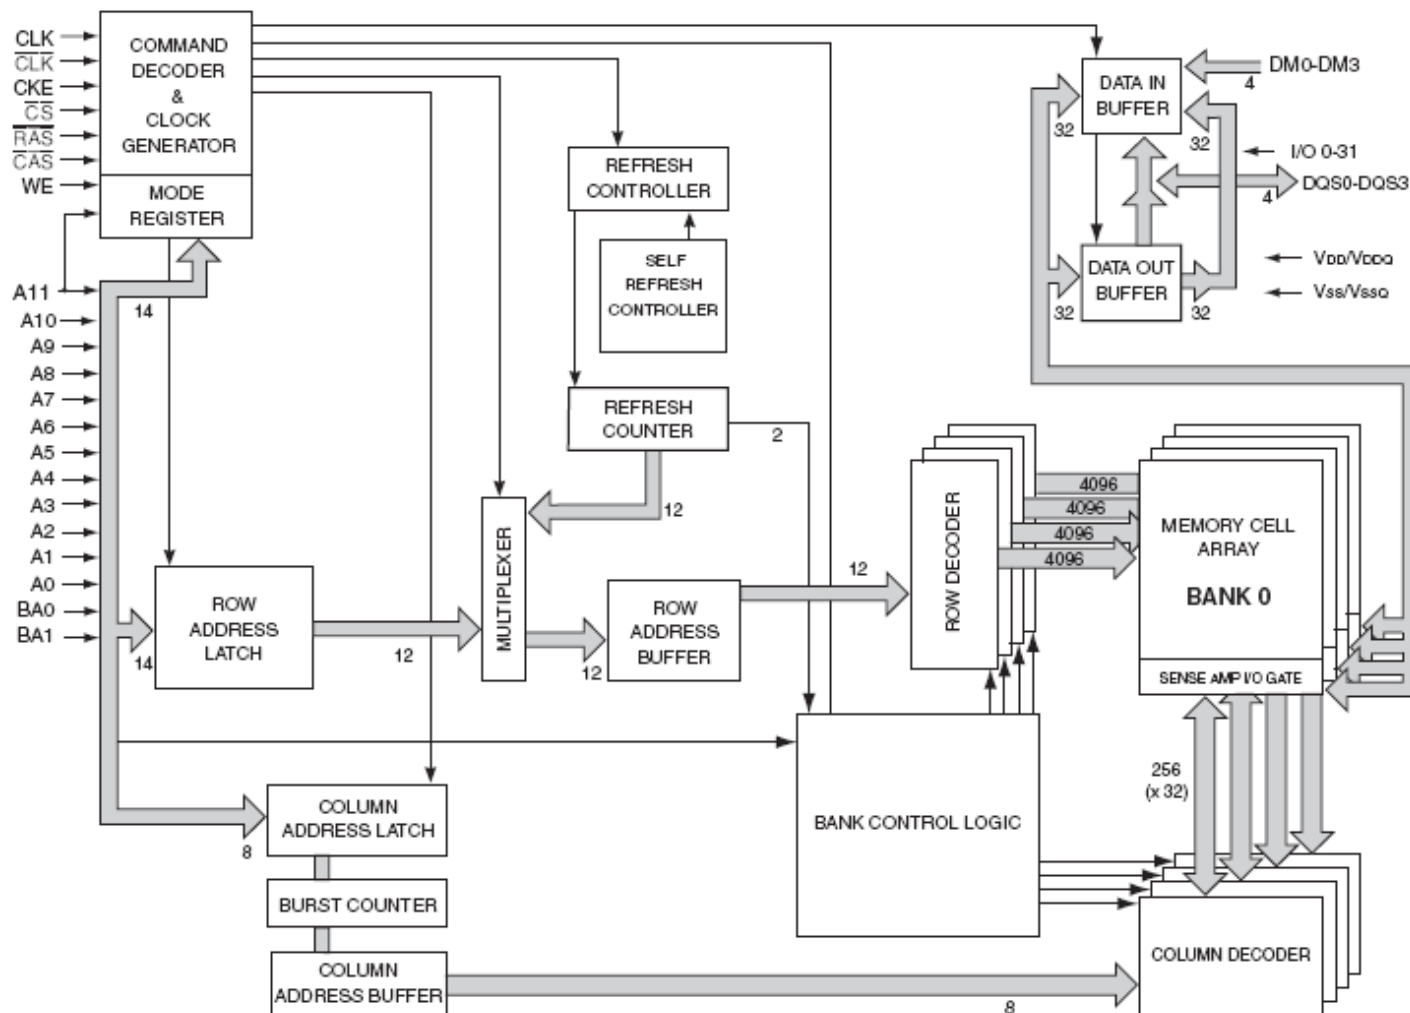 CLK
CLK
CKE
CS
RAS
CAS
WE
COMMAND
DECODER
&
CLOCK
GENERATOR
MODE
REGISTER
A11
A10
A9
A8
A7
A6
A5
A4
A3
A2
A1
A0
BA0
BA1
14
14
ROW
ADDRESS
LATCH
12
REFRESH
CONTROLLER
SELF
REFRESH
CONTROLLER
REFRESH
COUNTER
2
12
MULTIPLEXER
12
ROW
ADDRESS
BUFFER
12
ROW DECODER
4096
4096
4096
4096
MEMORY CELL
ARRAY
BANK 0
SENSE AMP I/O GATE
DATA IN
BUFFER
DM0-DM3
4
32
32
I/O 0-31
DQS0-DQS3
4
DATA OUT
BUFFER
32
32
VDD/VDDQ
VSS/VSSQ
256
(x 32)
BANK CONTROL LOGIC
COLUMN
ADDRESS LATCH
8
BURST COUNTER
COLUMN
ADDRESS BUFFER
8
COLUMN DECODER